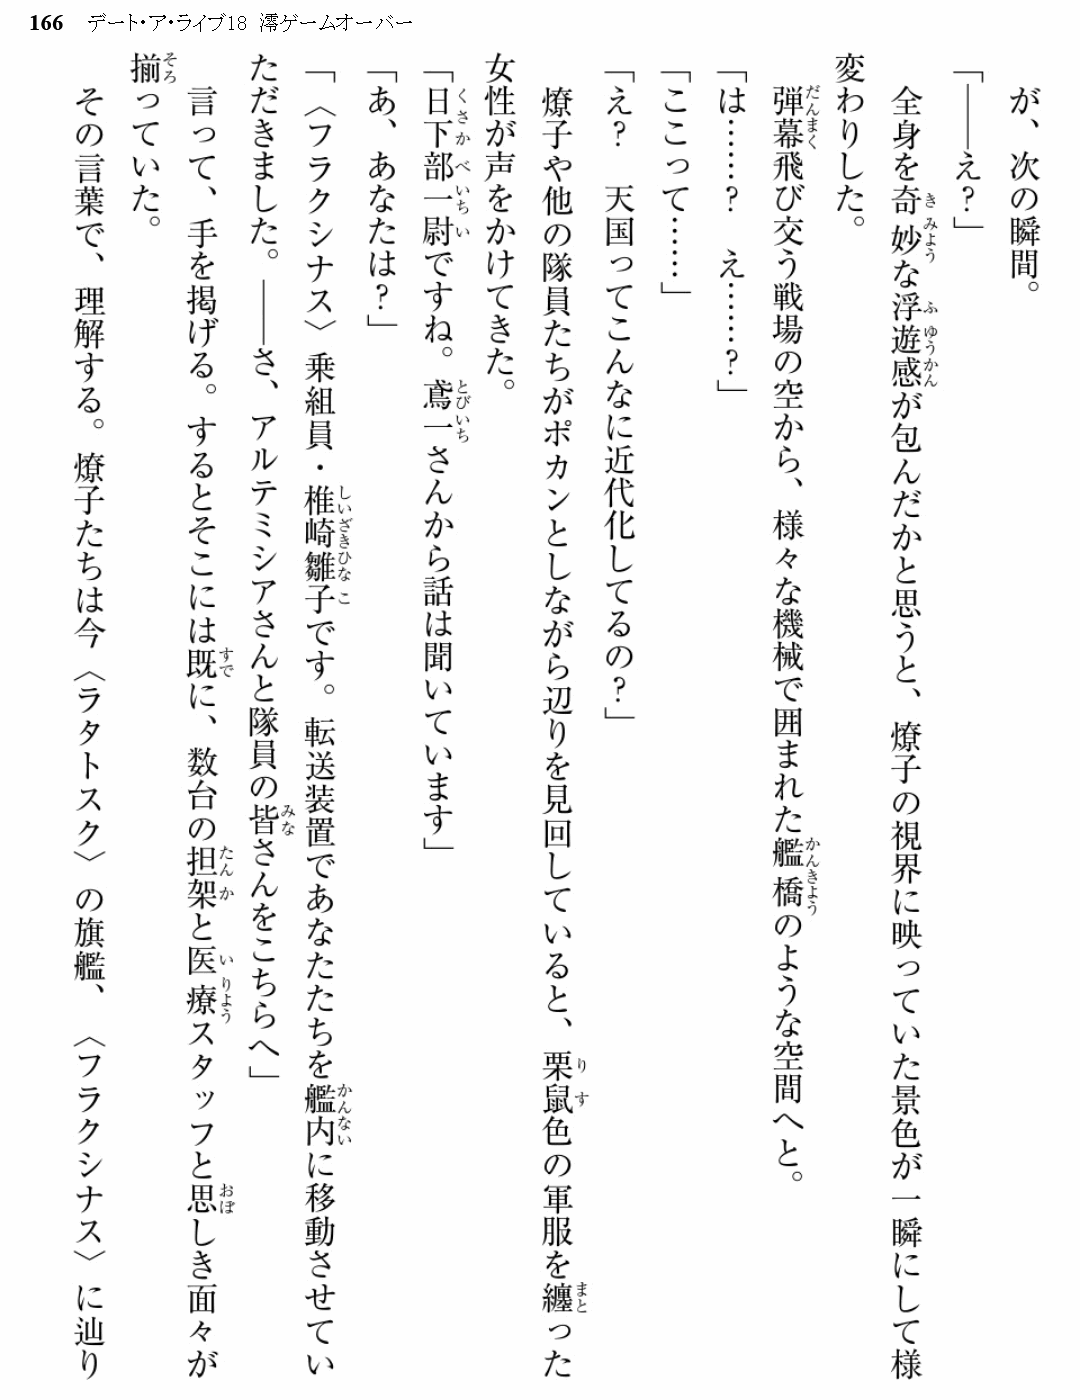 166 デート・ア・ライブ18 澪ゲームオーバー
が、次の瞬間。
「――え？」
全身を奇妙な浮遊感が包んだかと思うと、燎子の視界に映っていた景色が一瞬にして様
変わりした。
弾幕飛び交う戦場の空から、様々な機械で囲まれた艦橋のような空間へと。
「は……？　え……？」
「ここって……」
「え？　天国ってこんなに近代化してるの？」
燎子や他の隊員たちがポカンとしながら辺りを見回していると、栗鼠色の軍服を纏った
女性が声をかけてきた。
「日下部一尉ですね。鳶一さんから話は聞いています」
「あ、あなたは？」
「〈フラクシナス〉乗組員・椎崎雛子です。転送装置であなたたちを艦内に移動させてい
ただきました。――さ、アルテミシアさんと隊員の皆さんをこちらへ」
言って、手を掲げる。するとそこには既に、数台の担架と医療スタッフと思しき面々が
揃っていた。
その言葉で、理解する。燎子たちは今〈ラタトスク〉の旗艦、〈フラクシナス〉に辿り